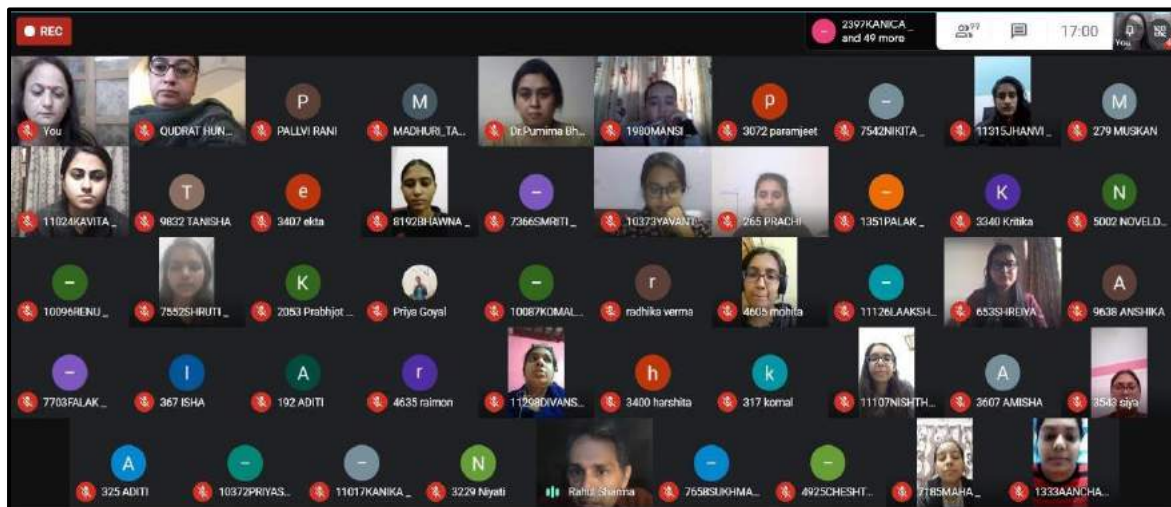 REC
2397KANICA_
and 49 more
99
17:00
You
You
QUDRAT HUN...
P
PALLVI RANI
M
MADHURI_TA...
Dr.Purnima Bh...
1980MANSI
p
3072 paramjeet
7542NIKITA_
11315JHANVI_
M
279 MUSKAN
11024KAVITA_
T
9832 TANISHA
e
3407 ekta
8192BHAWNA_
7366SMRITI_
10373YAVANT...
265 PRACHI
1351PALAK_
K
3340 Kritika
N
5002 NOVELD...
10096RENU_
7552SHRUTI_
K
2053 Prabhjot ...
Priya Goyal
10087KOMAL...
r
radhika verma
4605 mohita
11126LAAKSH...
653SHREIYA
A
9638 ANSHIKA
7703FALAK_
I
367 ISHA
A
192 ADITI
r
4635 raimon
11298DIVANS...
h
3400 harshita
k
317 komal
11107NISHTH...
A
3607 AMISHA
3543 siya
A
325 ADITI
10372PRIYAS...
11017KANIKA_
N
3229 Niyati
Rahul Sharma
7658SUKHMA...
4925CHESHT...
7185MAHA_
1333AANCHA...